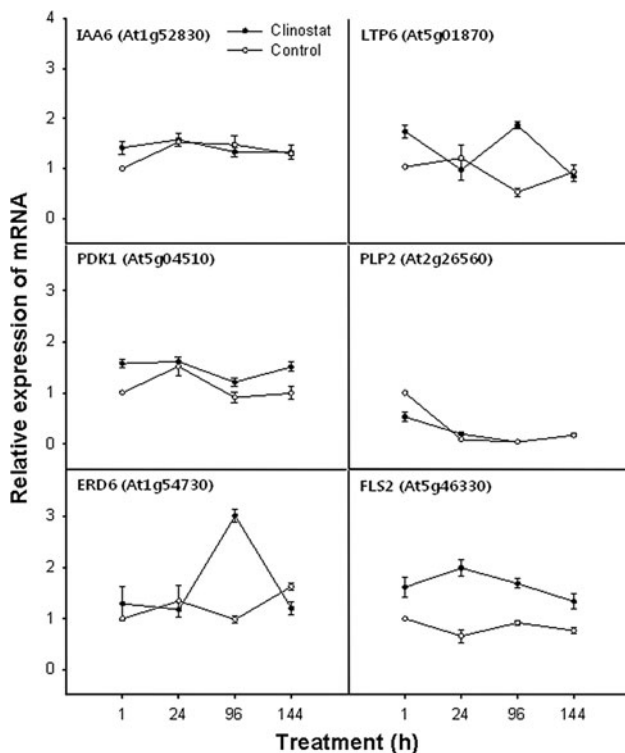 IAA6 (At1g52830)
Clinostat
Control
LTP6 (At5g01870)
4
3
2
1
0
PDK1 (At5g04510)
PLP2 (At2g26560)
2
1
0
ERD6 (At1g54730)
FLS2 (At5g46330)
3
2
1
0
1 24 96 144
1 24 96 144
Relative expression of mRNA
Treatment (h)